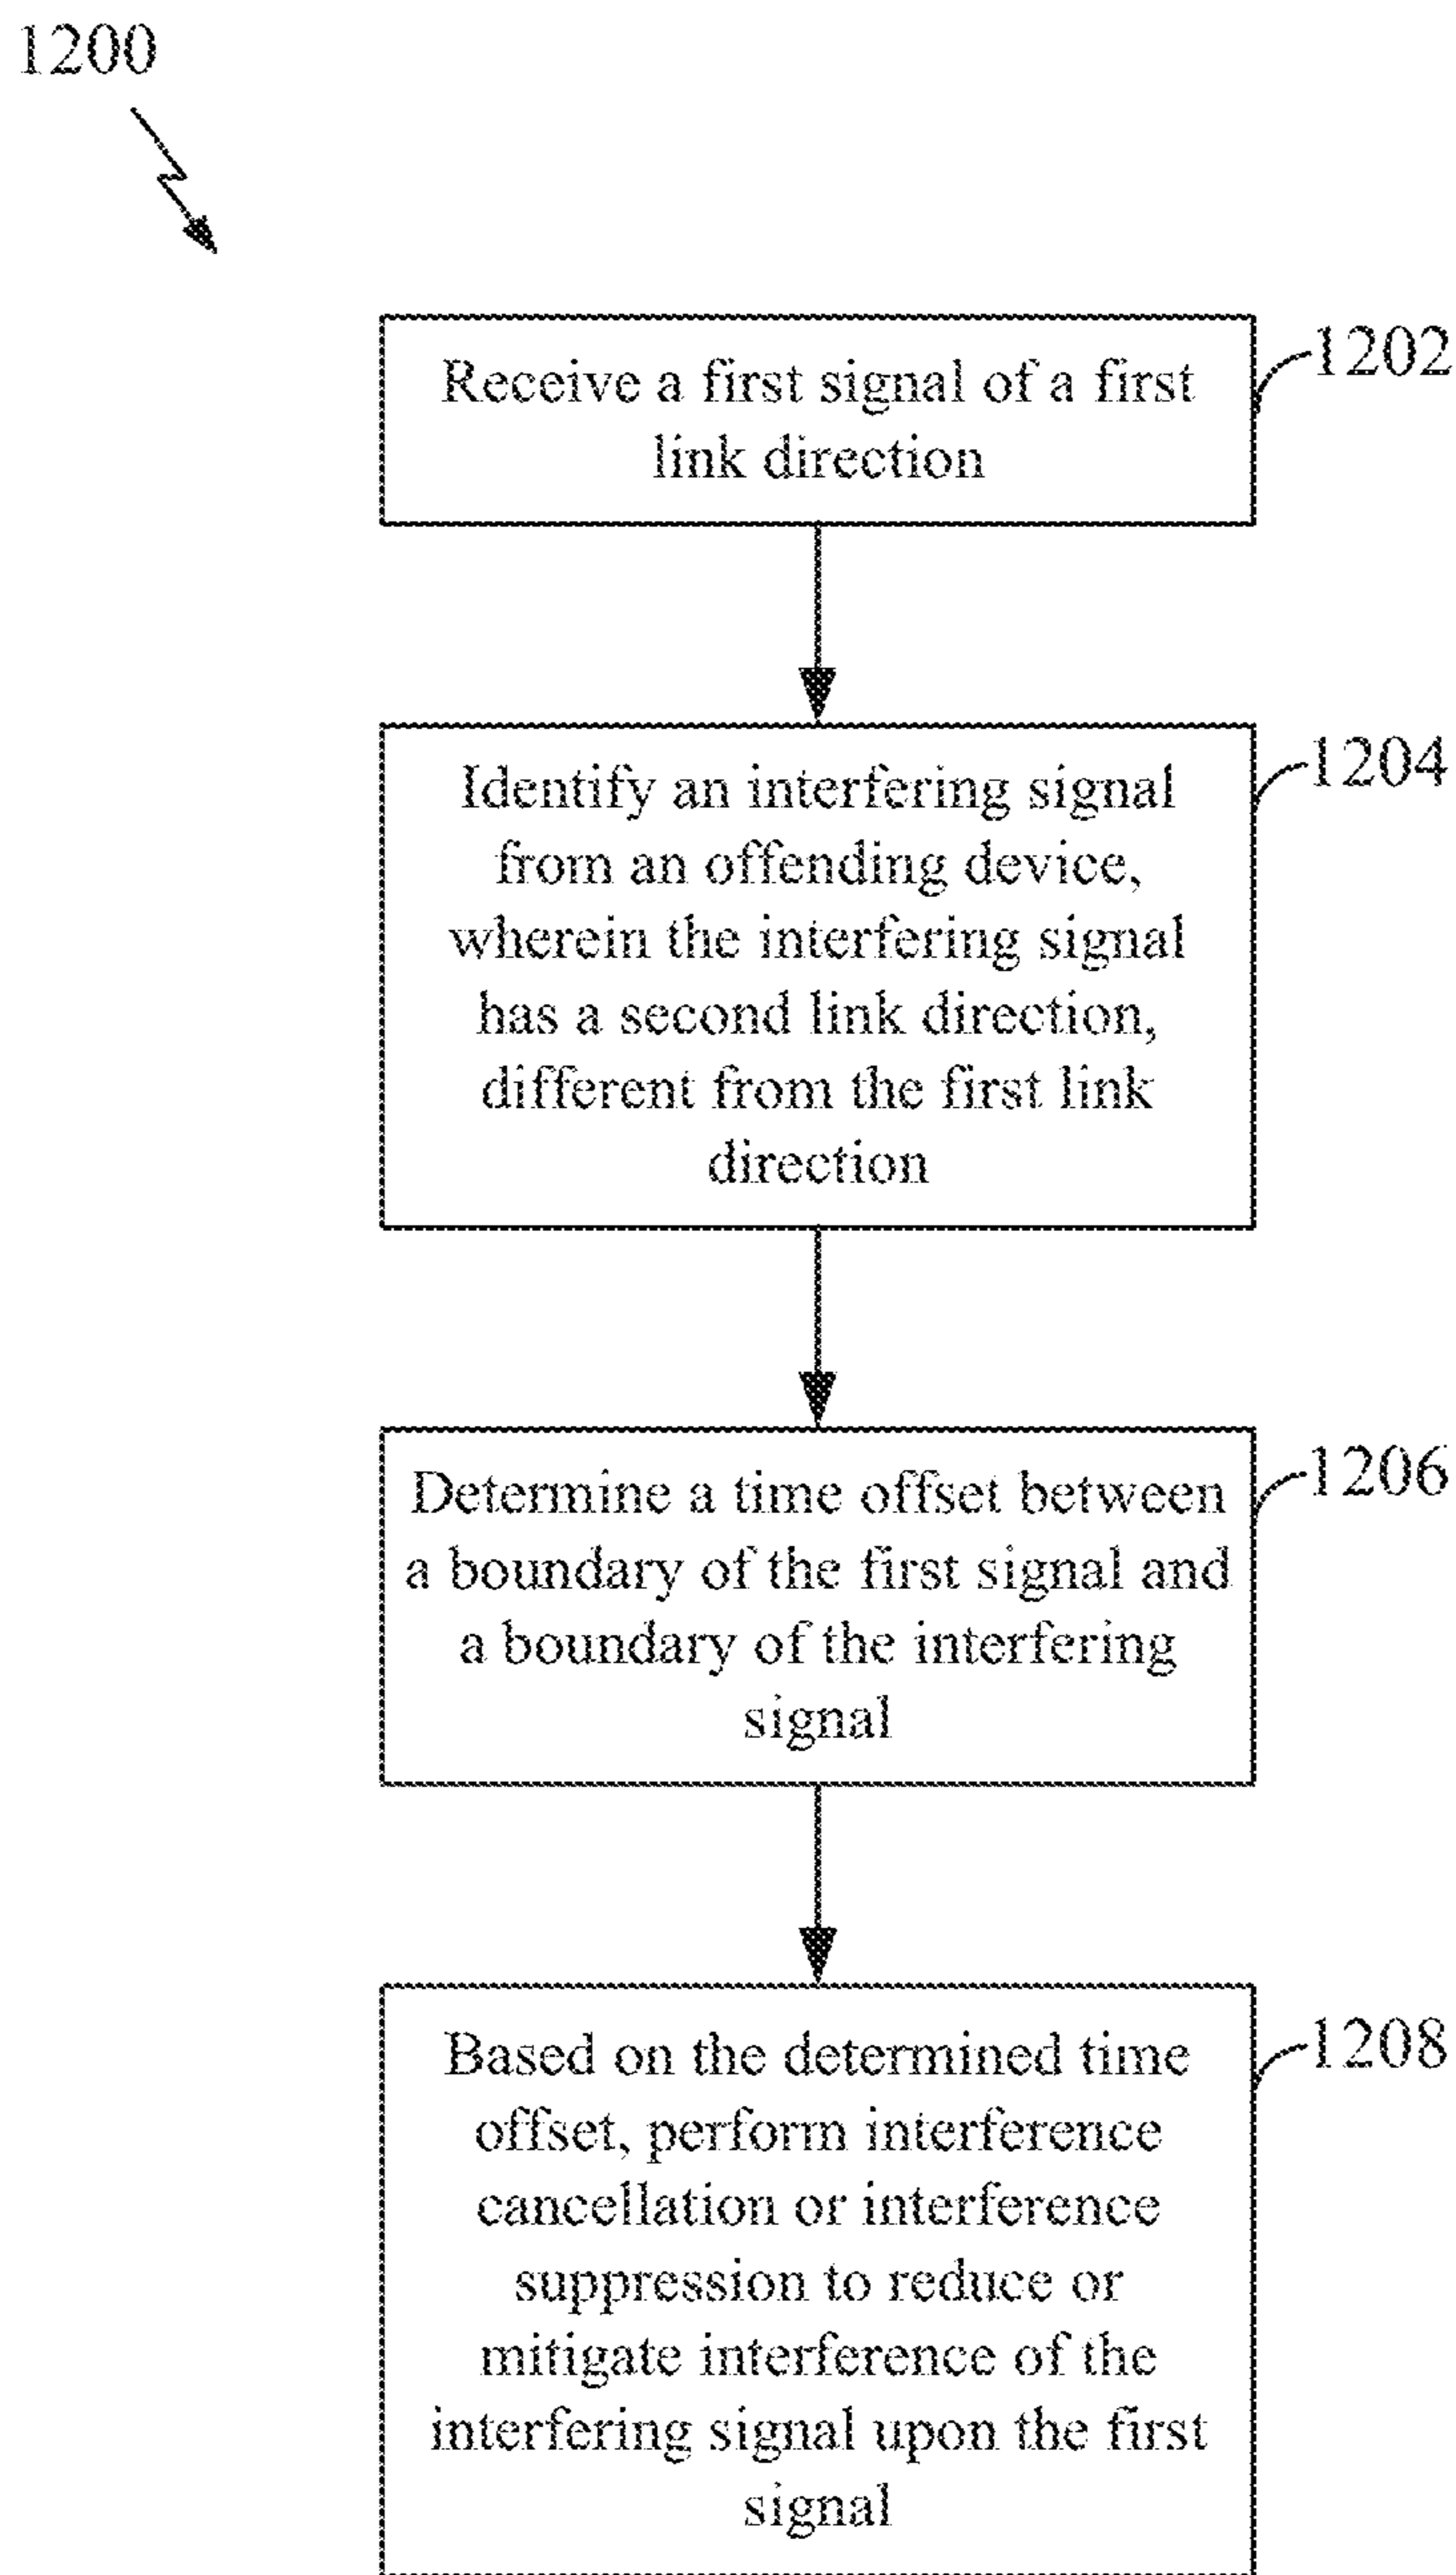 1200
Receive a first signal of a first
link direction
1202
Identify an interfering signal
from an offending device,
wherein the interfering signal
has a second link direction,
different from the first link
direction
1204
Determine a time offset between
a boundary of the first signal and
a boundary of the interfering
signal
1206
Based on the determined time
offset, perform interference
cancellation or interference
suppression to reduce or
mitigate interference of the
interfering signal upon the first
signal
1208